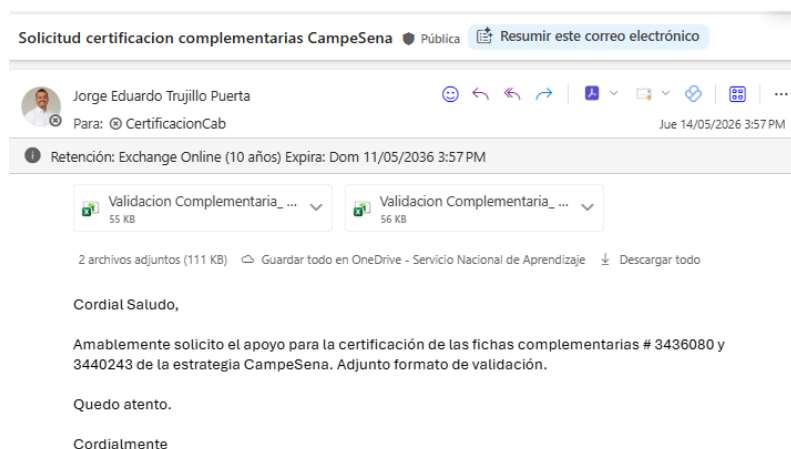 Solicitud certificacion complementarias CampeSena Pública Resumir este correo electrónico
Jorge Eduardo Trujillo Puerta
Para: CertificacionCab
Jue 14/05/2026 3:57 PM
Retención: Exchange Online (10 años) Expira: Dom 11/05/2036 3:57 PM
Validacion Complementaria_ ...
55 KB
Validacion Complementaria_ ...
56 KB
2 archivos adjuntos (111 KB) Guardar todo en OneDrive - Servicio Nacional de Aprendizaje Descargar todo
Cordial Saludo,
Amablemente solicito el apoyo para la certificación de las fichas complementarias # 3436080 y
3440243 de la estrategia CampeSena. Adjunto formato de validación.
Quedo atento.
Cordialmente